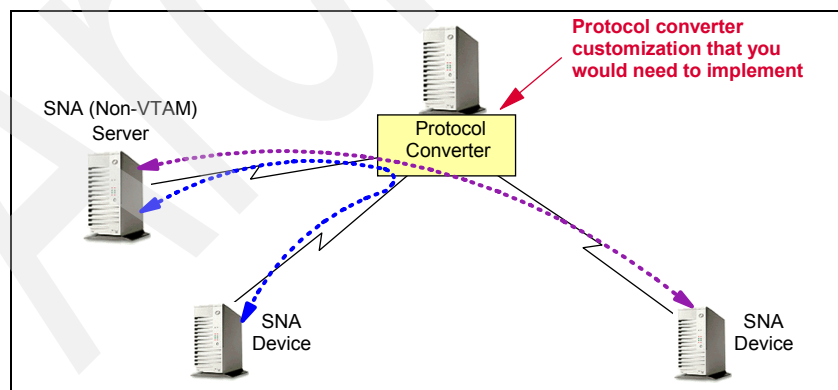 Protocol converter
customization that you
would need to implement
SNA (Non-VTAM)
Server
Protocol
Converter
SNA
Device
SNA
Device